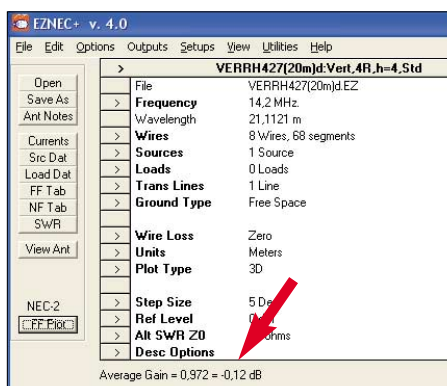 EZNEC+ v. 4.0
File Edit Options Outputs Setups View Utilities Help
> VERRH427(20m)d:Vert,4R,h=4,Std
Open
Save As
Ant Notes
Currents
Src Dat
Load Dat
FF Tab
NF Tab
SWR
View Ant
NEC-2
FF Plot
File VERRH427(20m)d.EZ
> Frequency 14,2 MHz.
Wavelength 21,1121 m
> Wires 8 Wires, 68 segments
> Sources 1 Source
> Loads 0 Loads
> Trans Lines 1 Line
> Ground Type Free Space
> Wire Loss Zero
> Units Meters
> Plot Type 3D
> Step Size 5 De
> Ref Level 0
> Alt SWR Z0 ohms
> Desc Options
Average Gain = 0,972 = -0,12 dB